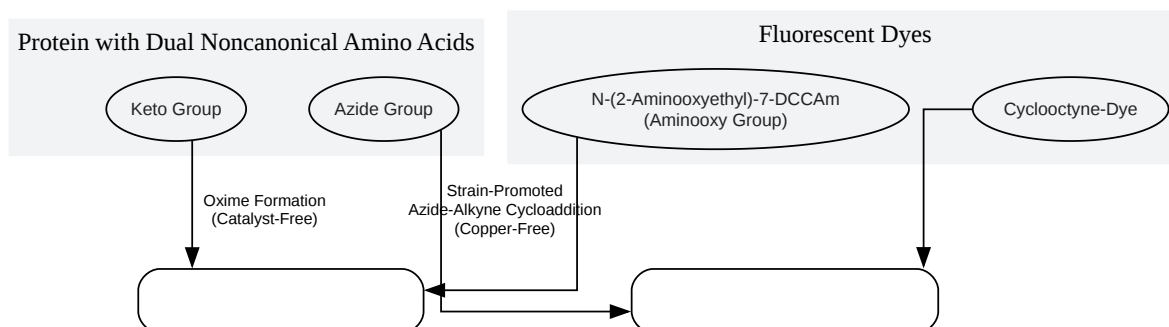 Protein with Dual Noncanonical Amino Acids
Fluorescent Dyes
Keto Group
Azide Group
N-(2-Aminooxyethyl)-7-DCCAm
(Aminooxy Group)
Cyclooctyne-Dye
Oxime Formation
(Catalyst-Free)
Strain-Promoted
Azide-Alkyne Cycloaddition
(Copper-Free)